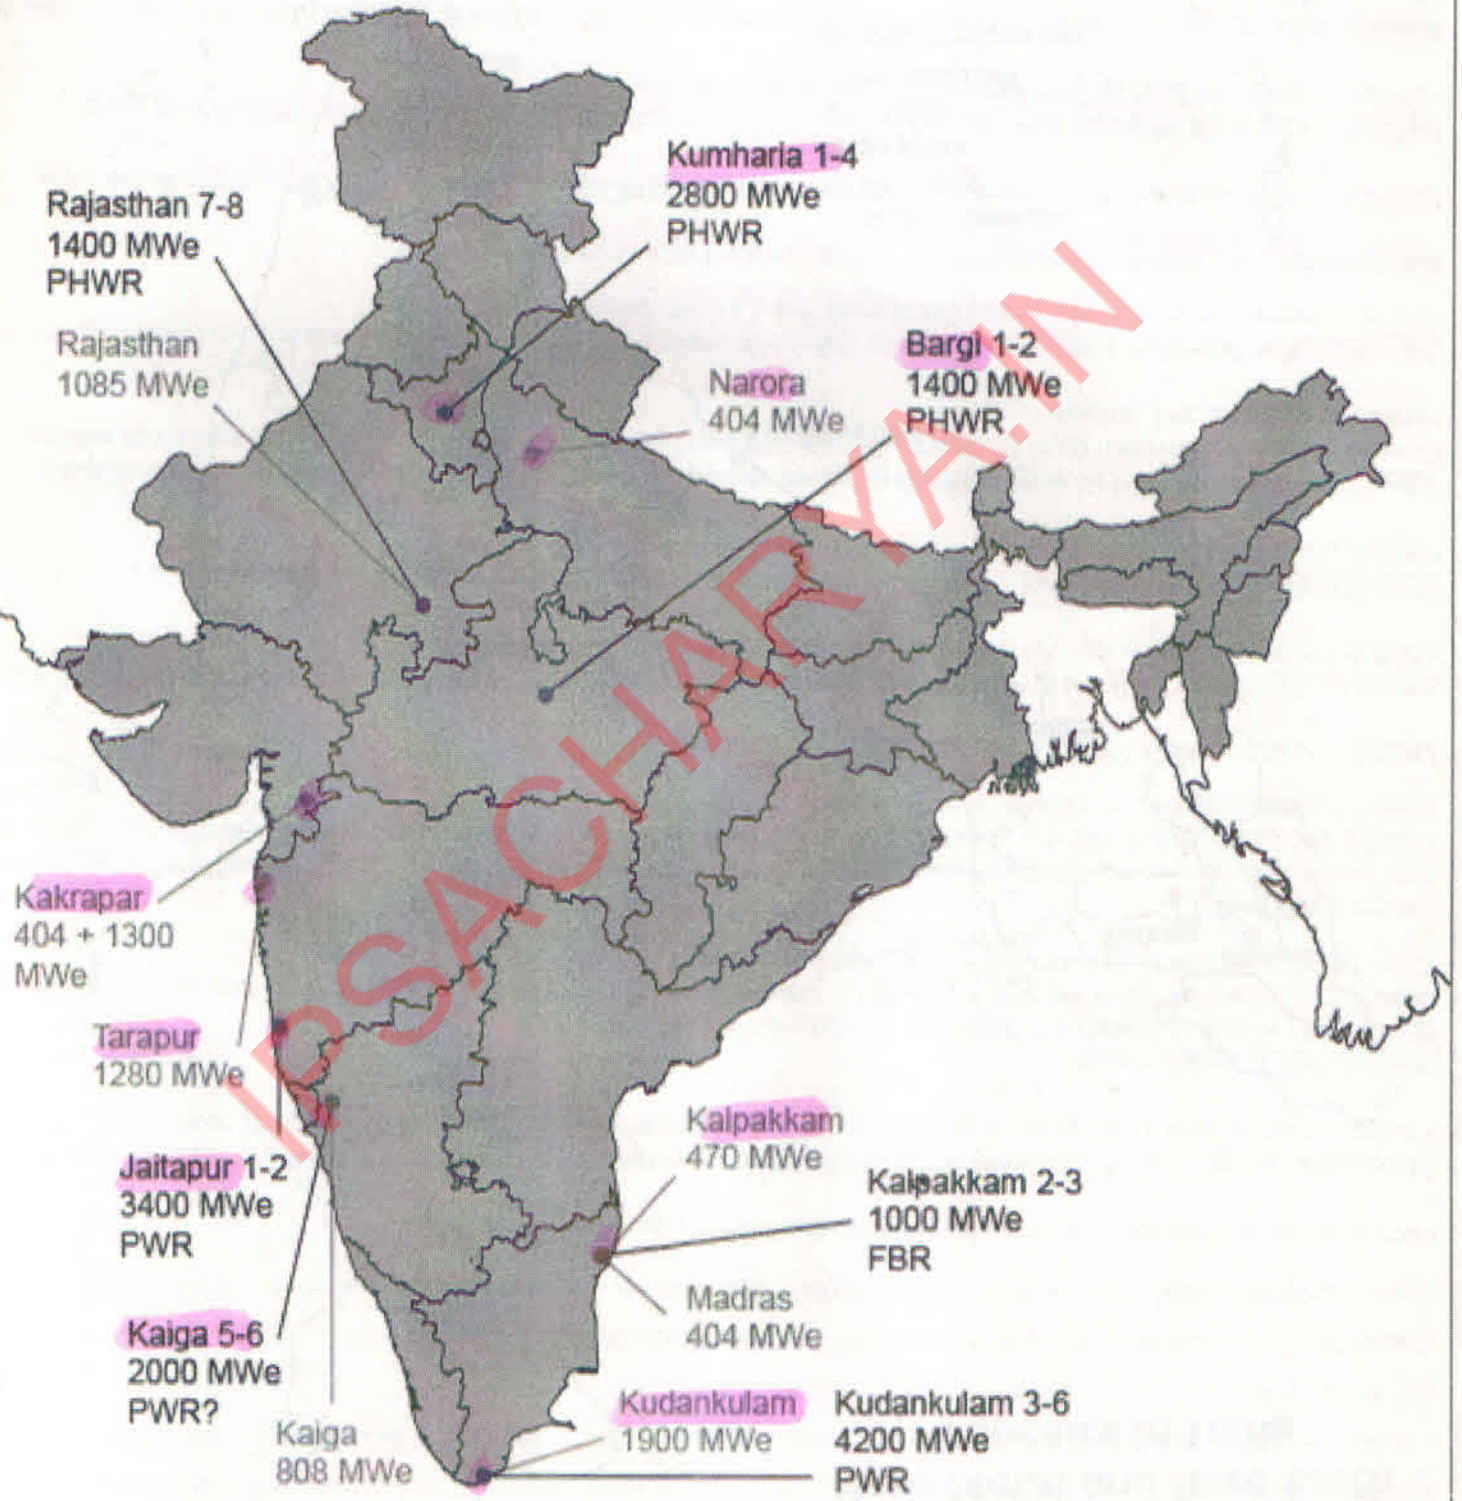 Kumharia 1-4
2800 MWe
PHWR
Rajasthan 7-8
1400 MWe
PHWR
Rajasthan
1085 MWe
Narora
404 MWe
Bargi 1-2
1400 MWe
PHWR
Kakrapar
404 + 1300
MWe
Tarapur
1280 MWe
Jaitapur 1-2
3400 MWe
PWR
Kaiga 5-6
2000 MWe
PWR?
Kaiga
808 MWe
Kalpakkam
470 MWe
Kalpakkam 2-3
1000 MWe
FBR
Madras
404 MWe
Kudankulam
1900 MWe
Kudankulam 3-6
4200 MWe
PWR
IPSACHARYA.IN